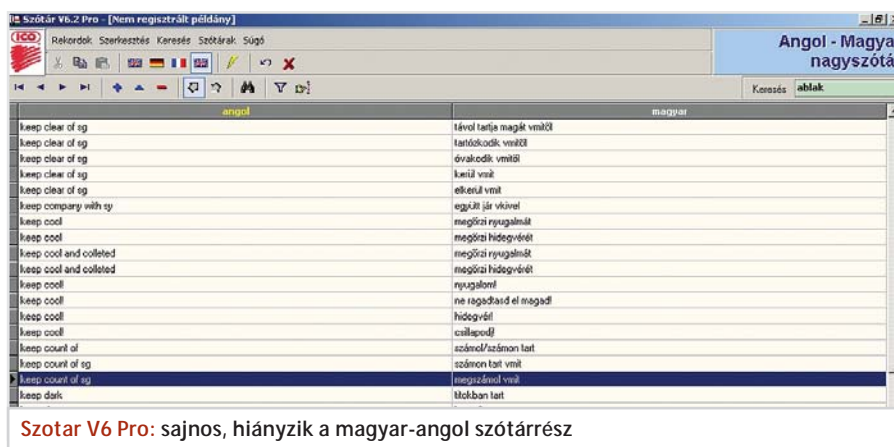 Szótár V6.2 Pro - [Nem regisztrált példány]
ICO
Rekordok Szerkesztés Keresés Szótárak Súgó
Angol - Magya
nagyszótá
Keresés ablak
angol magyar
keep clear of sg távol tartja magát vmitől
keep clear of sg tartózkodik vmitől
keep clear of sg óvakodik vmitől
keep clear of sg kerül vmit
keep clear of sg elkerül vmit
keep company with sy együtt jár vkivel
keep cool megőrzi nyugalmát
keep cool megőrzi hidegvérét
keep cool and colleted megőrzi nyugalmát
keep cool and colleted megőrzi hidegvérét
keep cool! nyugalom!
keep cool! ne ragadtasd el magad!
keep cool! hidegvér!
keep cool! csillapodj!
keep count of számol/számon tart
keep count of sg számon tart vmit
keep count of sg megszámol vmit
keep dark titokban tart
Szotar V6 Pro: sajnos, hiányzik a magyar-angol szótárrész